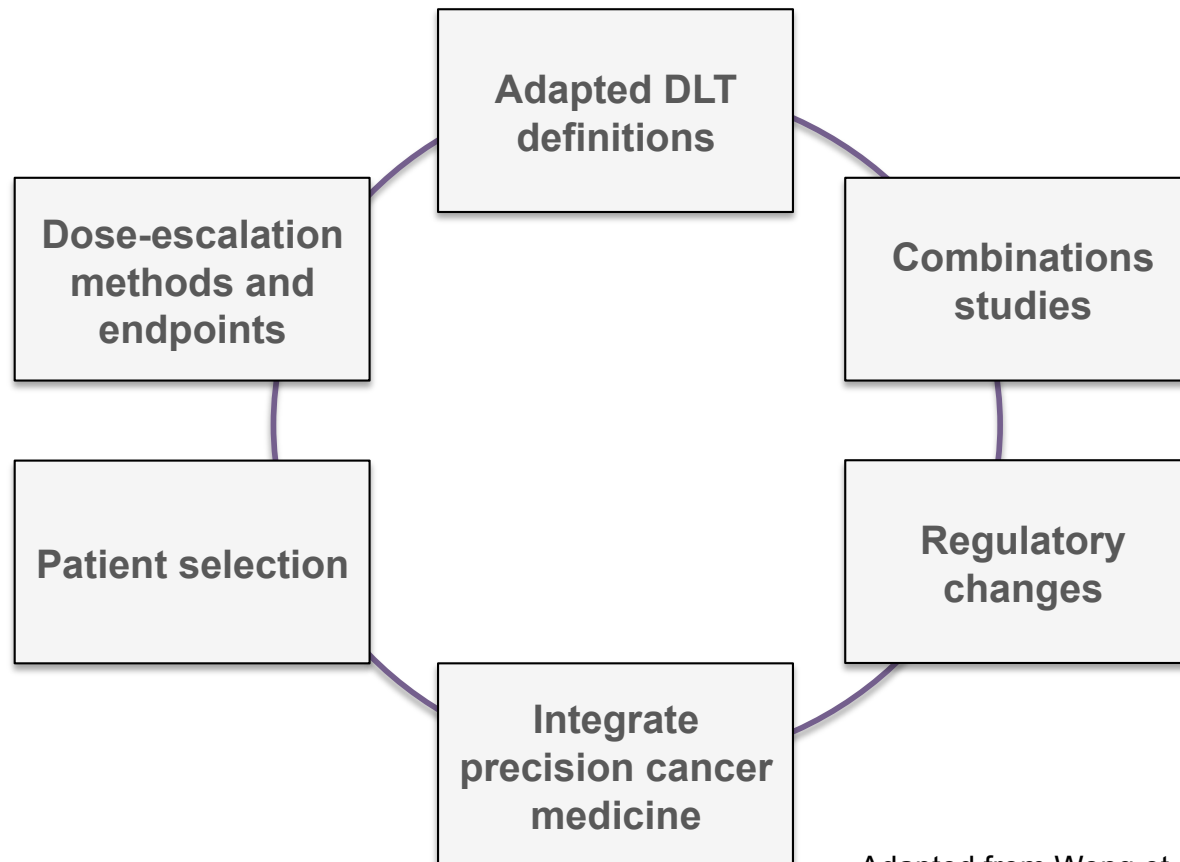 Adapted DLT
definitions
Dose-escalation
methods and
endpoints
Combinations
studies
Patient selection
Regulatory
changes
Integrate
precision cancer
medicine
Adapted from Wong et